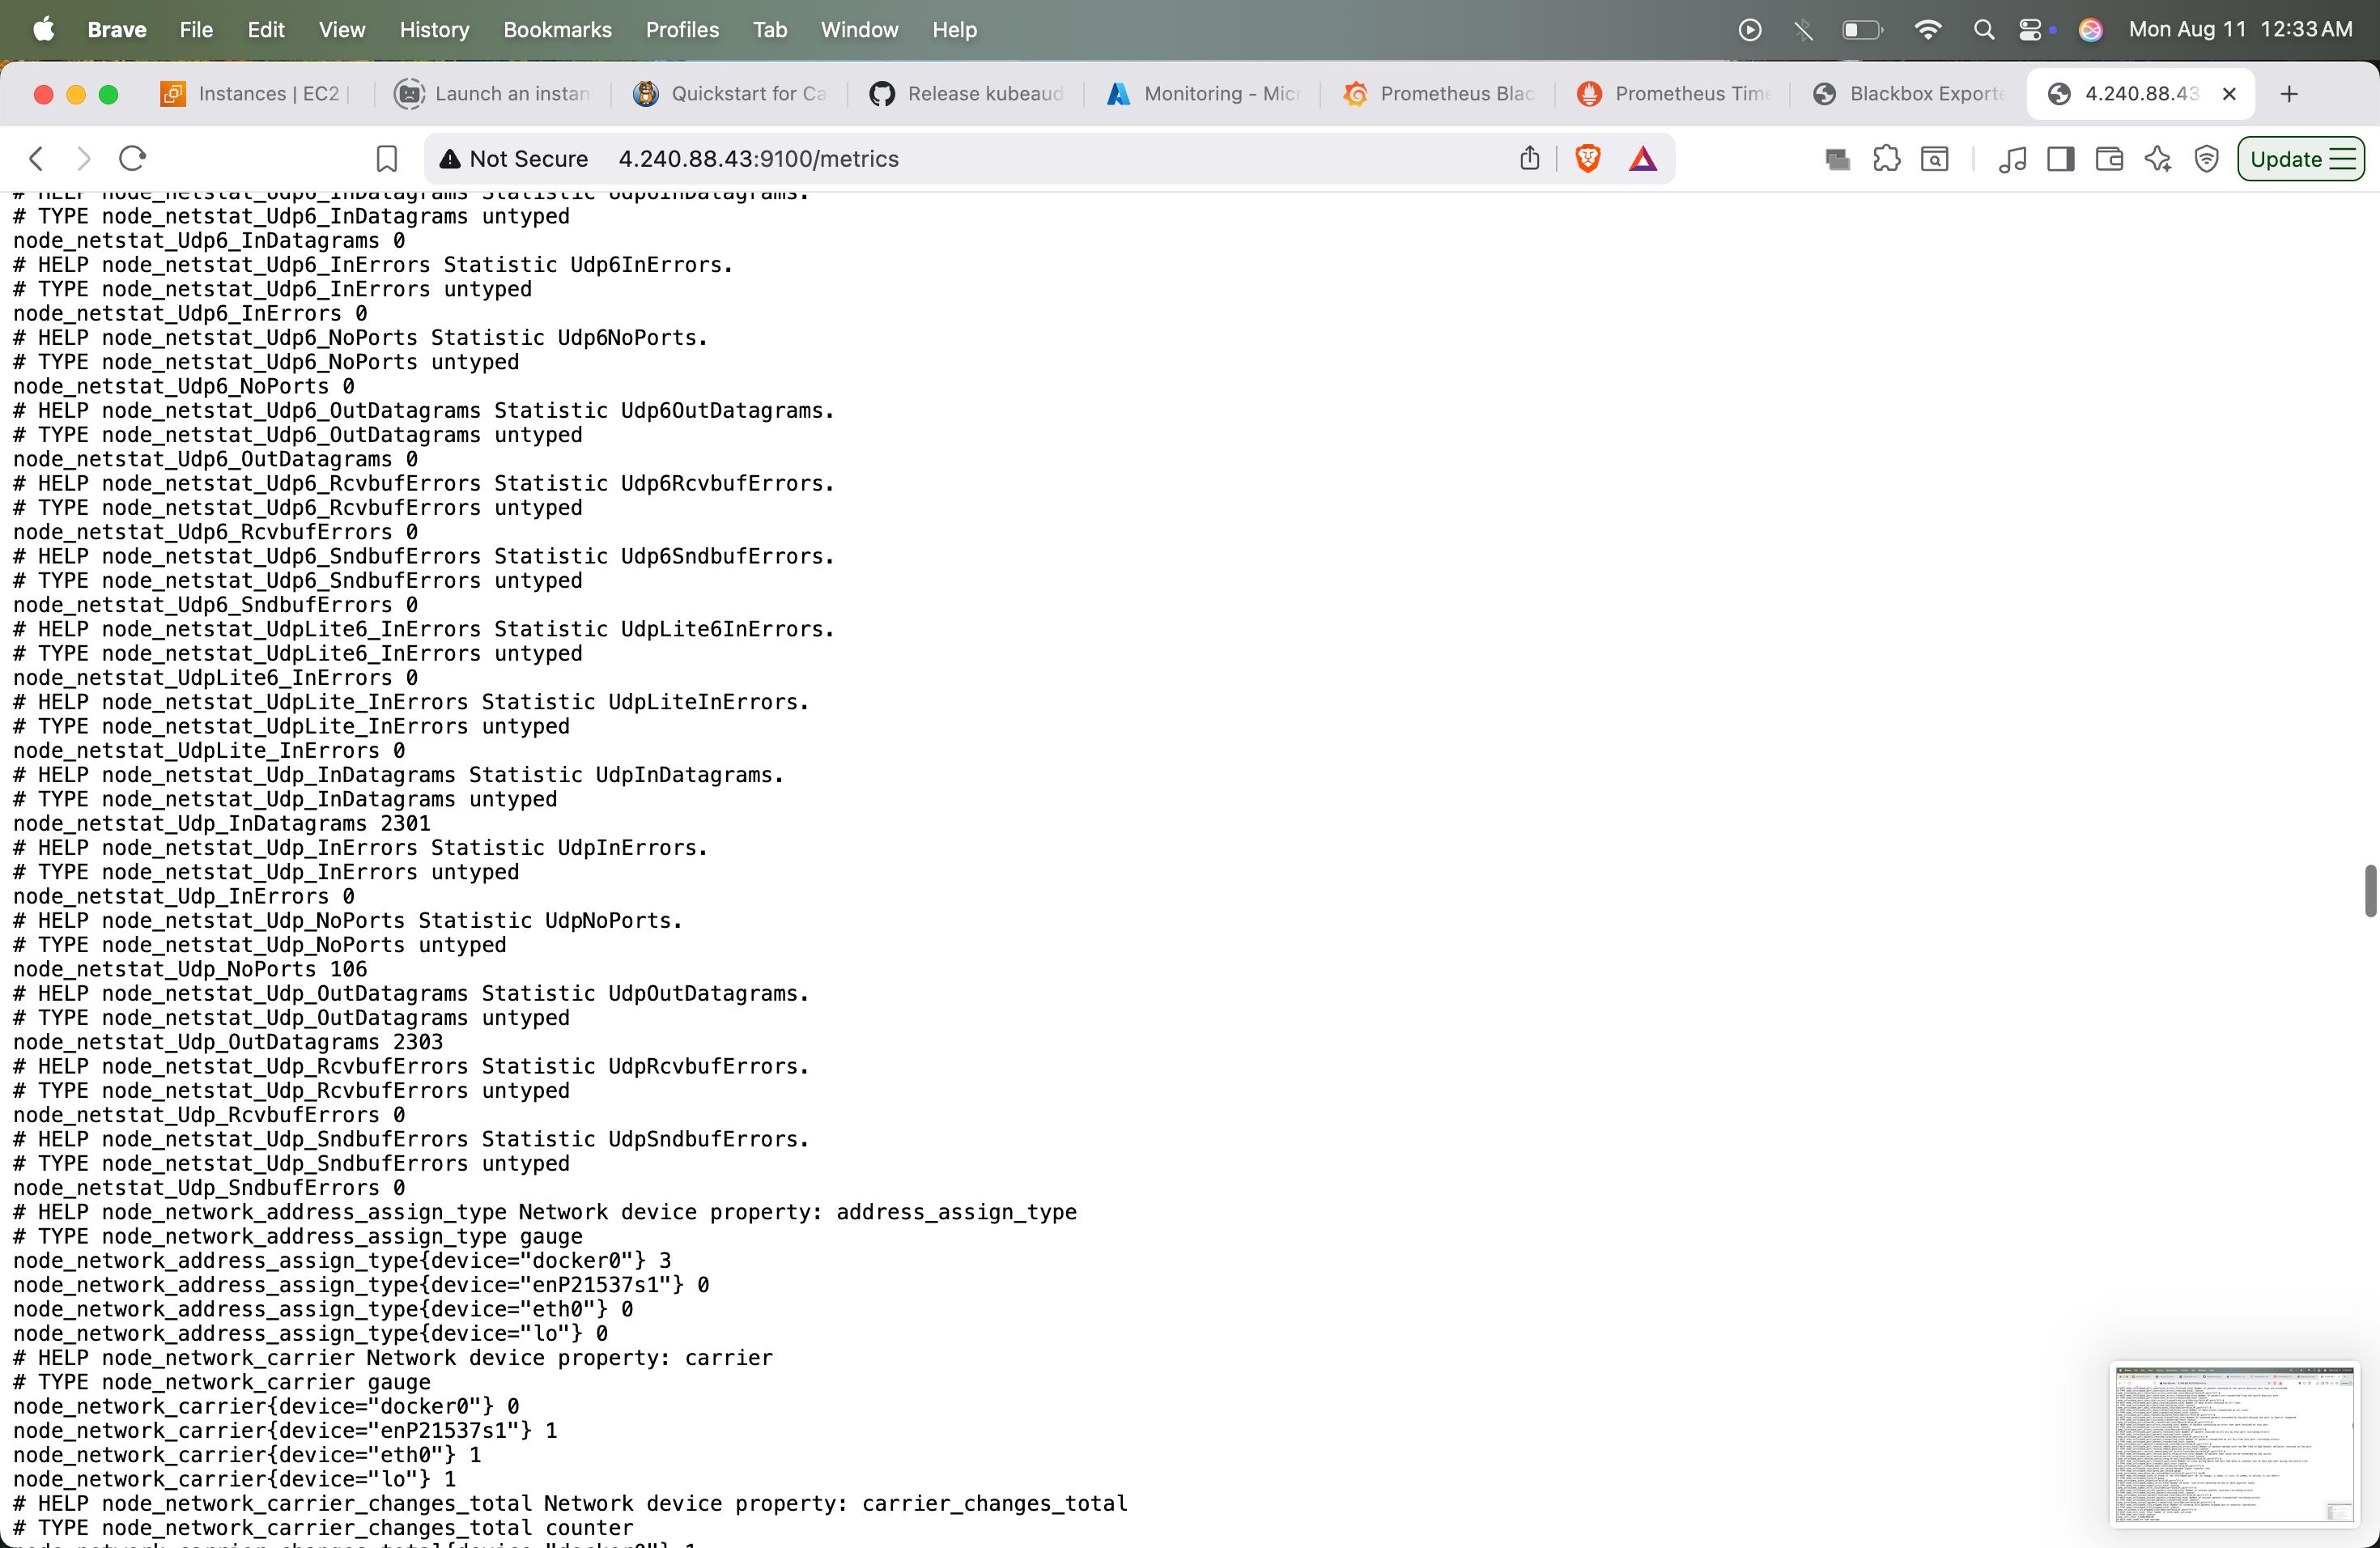 Brave File Edit View History Bookmarks Profiles Tab Window Help Mon Aug 11 12:33 AM
Instances | EC2 | Launch an instan Quickstart for Ca Release kubeaud Monitoring - Micr Prometheus Blac Prometheus Time Blackbox Exporte 4.240.88.43
Not Secure 4.240.88.43:9100/metrics Update
# HELP node_netstat_Udp6_InDatagrams Statistic Udp6InDatagrams.
# TYPE node_netstat_Udp6_InDatagrams untyped
node_netstat_Udp6_InDatagrams 0
# HELP node_netstat_Udp6_InErrors Statistic Udp6InErrors.
# TYPE node_netstat_Udp6_InErrors untyped
node_netstat_Udp6_InErrors 0
# HELP node_netstat_Udp6_NoPorts Statistic Udp6NoPorts.
# TYPE node_netstat_Udp6_NoPorts untyped
node_netstat_Udp6_NoPorts 0
# HELP node_netstat_Udp6_OutDatagrams Statistic Udp6OutDatagrams.
# TYPE node_netstat_Udp6_OutDatagrams untyped
node_netstat_Udp6_OutDatagrams 0
# HELP node_netstat_Udp6_RcvbufErrors Statistic Udp6RcvbufErrors.
# TYPE node_netstat_Udp6_RcvbufErrors untyped
node_netstat_Udp6_RcvbufErrors 0
# HELP node_netstat_Udp6_SndbufErrors Statistic Udp6SndbufErrors.
# TYPE node_netstat_Udp6_SndbufErrors untyped
node_netstat_Udp6_SndbufErrors 0
# HELP node_netstat_UdpLite6_InErrors Statistic UdpLite6InErrors.
# TYPE node_netstat_UdpLite6_InErrors untyped
node_netstat_UdpLite6_InErrors 0
# HELP node_netstat_UdpLite_InErrors Statistic UdpLiteInErrors.
# TYPE node_netstat_UdpLite_InErrors untyped
node_netstat_UdpLite_InErrors 0
# HELP node_netstat_Udp_InDatagrams Statistic UdpInDatagrams.
# TYPE node_netstat_Udp_InDatagrams untyped
node_netstat_Udp_InDatagrams 2301
# HELP node_netstat_Udp_InErrors Statistic UdpInErrors.
# TYPE node_netstat_Udp_InErrors untyped
node_netstat_Udp_InErrors 0
# HELP node_netstat_Udp_NoPorts Statistic UdpNoPorts.
# TYPE node_netstat_Udp_NoPorts untyped
node_netstat_Udp_NoPorts 106
# HELP node_netstat_Udp_OutDatagrams Statistic UdpOutDatagrams.
# TYPE node_netstat_Udp_OutDatagrams untyped
node_netstat_Udp_OutDatagrams 2303
# HELP node_netstat_Udp_RcvbufErrors Statistic UdpRcvbufErrors.
# TYPE node_netstat_Udp_RcvbufErrors untyped
node_netstat_Udp_RcvbufErrors 0
# HELP node_netstat_Udp_SndbufErrors Statistic UdpSndbufErrors.
# TYPE node_netstat_Udp_SndbufErrors untyped
node_netstat_Udp_SndbufErrors 0
# HELP node_network_address_assign_type Network device property: address_assign_type
# TYPE node_network_address_assign_type gauge
node_network_address_assign_type{device="docker0"} 3
node_network_address_assign_type{device="enP21537s1"} 0
node_network_address_assign_type{device="eth0"} 0
node_network_address_assign_type{device="lo"} 0
# HELP node_network_carrier Network device property: carrier
# TYPE node_network_carrier gauge
node_network_carrier{device="docker0"} 0
node_network_carrier{device="enP21537s1"} 1
node_network_carrier{device="eth0"} 1
node_network_carrier{device="lo"} 1
# HELP node_network_carrier_changes_total Network device property: carrier_changes_total
# TYPE node_network_carrier_changes_total counter
node_network_carrier_changes_total{device="docker0"} 1